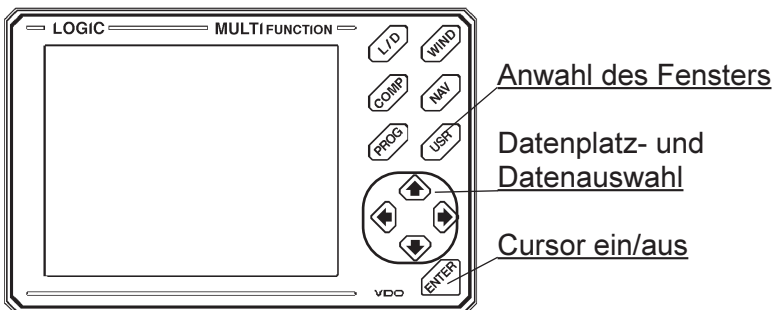 LOGIC MULTIFUNCTION
L/D WIND
COMP NAV
PROG USR
Anwahl des Fensters
Datenplatz- und
Datenauswahl
Cursor ein/aus
ENTER
VDO